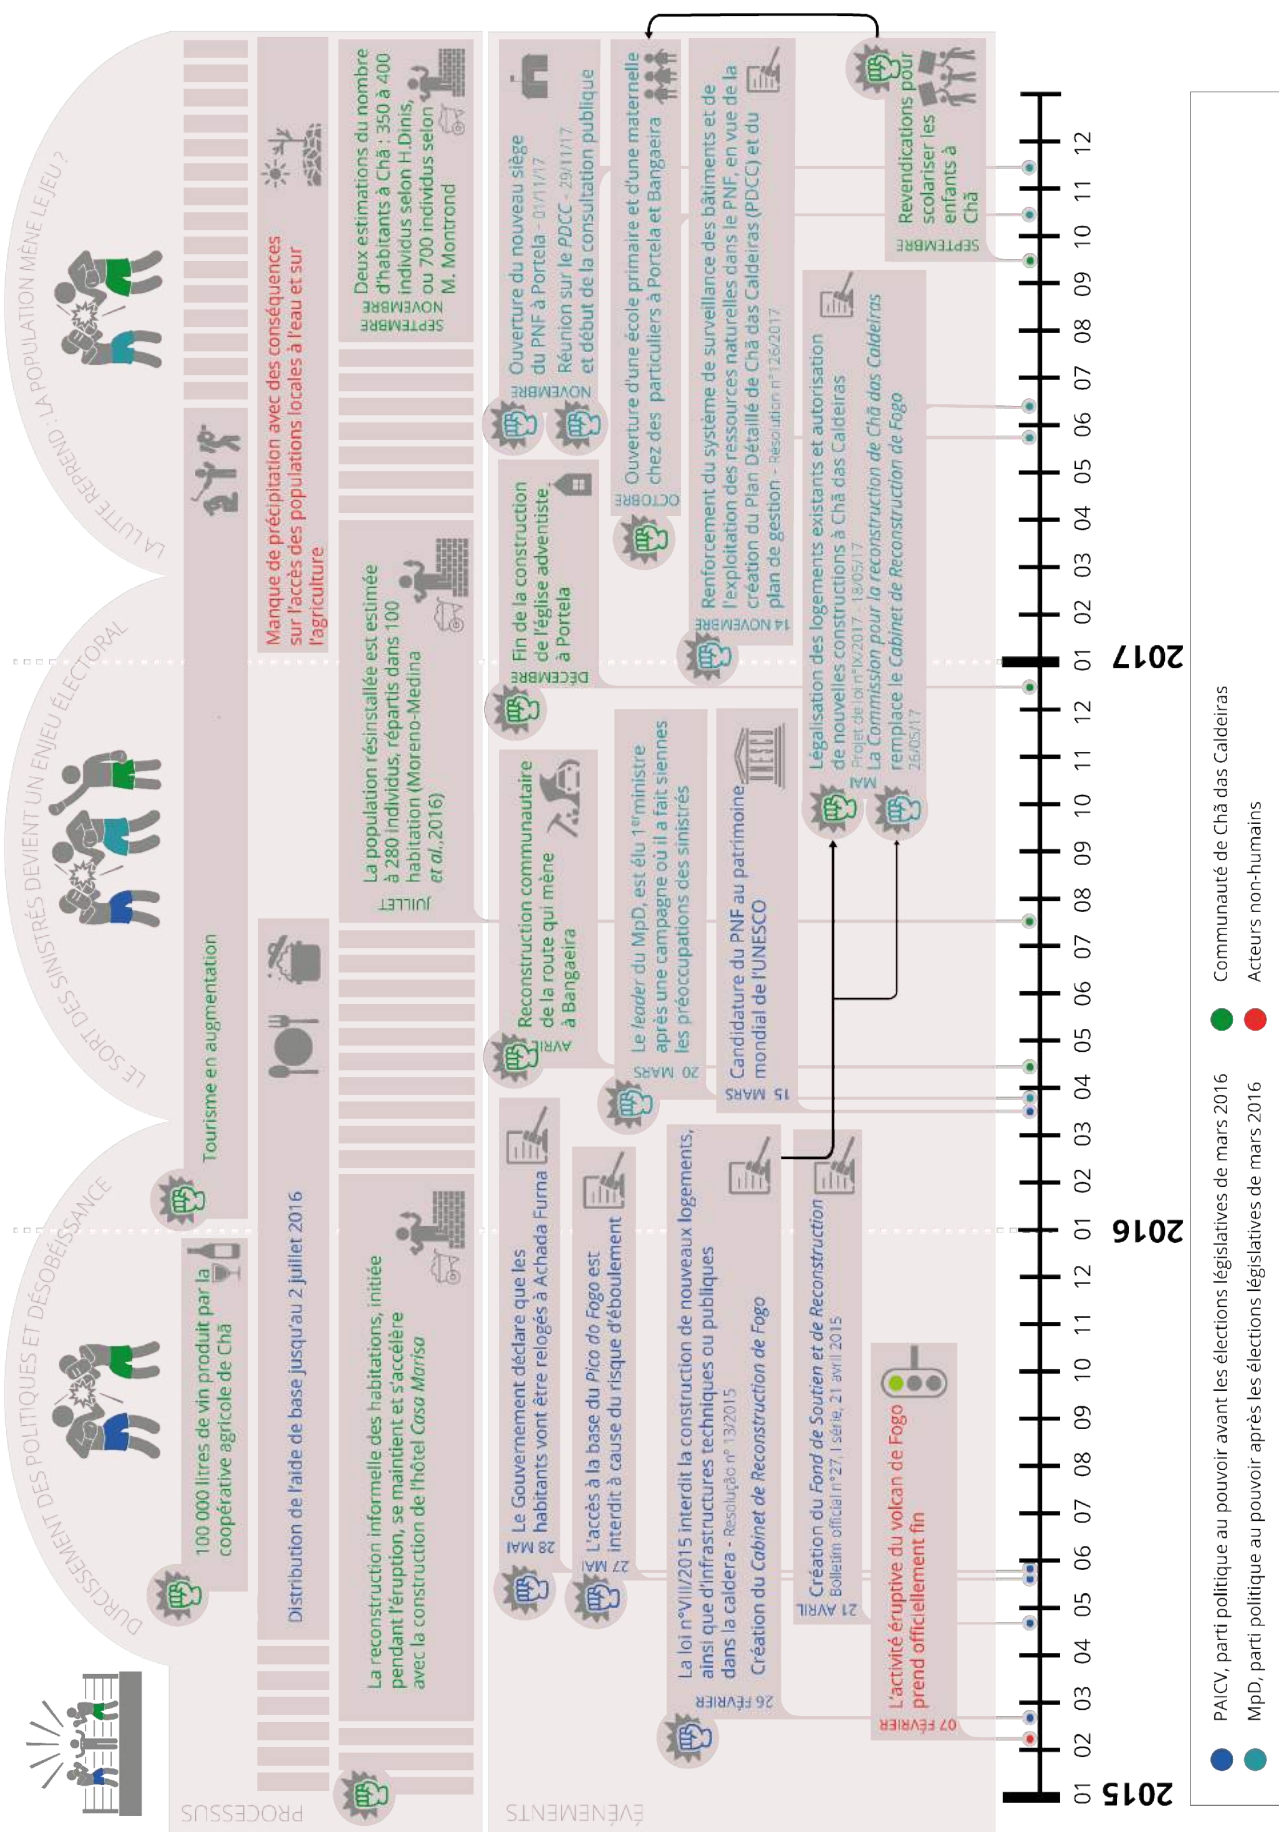 DURCISSEMENT DES POLITIQUES ET DÉSOBÉISSANCE
LE SORT DES SINISTRÉS DEVIENT UN ENJEU ÉLECTORAL
LA LUTTE REPREND : LA POPULATION MÈNE LE JEU ?
PROCESSUS
100 000 litres de vin produit par la
coopérative agricole de Chã
Tourisme en augmentation
Distribution de l'aide de base jusqu'au 2 juillet 2016
Manque de précipitation avec des conséquences
sur l'accès des populations locales à l'eau et sur
l'agriculture
La reconstruction informelle des habitations, initiée
pendant l'éruption, se maintient et s'accélère
avec la construction de l'hôtel Casa Marisa
JUILLET
La population résinstallée est estimée
à 280 individus, répartis dans 100
habitation (Moreno-Medina
et al.,2016)
SEPTEMBRE
NOVEMBRE
Deux estimations du nombre
d'habitants à Chã : 350 à 400
individus selon H.Dinis,
ou 700 individus selon
M. Montrond
ÉVÉNEMENTS
28 MAI
Le Gouvernement déclare que les
habitants vont être relogés à Achada Furna
27 MAI
L'accès à la base du Pico do Fogo est
interdit à cause du risque d'éboulement
26 FÉVRIER
La loi n°VIII/2015 interdit la construction de nouveaux logements,
ainsi que d'infrastructures techniques ou publiques
dans la caldera - Resolução nº 13/2015
Création du Cabinet de Reconstruction de Fogo
21 AVRIL
Création du Fond de Soutien et de Reconstruction
Bolletim official n°27, I série, 21 avril 2015
07 FÉVRIER
L'activité éruptive du volcan de Fogo
prend officiellement fin
AVRIL
Reconstruction communautaire
de la route qui mène
à Bangaeira
20 MARS
Le leader du MpD, est élu 1er ministre
après une campagne où il a fait siennes
les préoccupations des sinistrés
15 MARS
Candidature du PNF au patrimoine
mondial de l'UNESCO
UNESCO
DÉCEMBRE
Fin de la construction
de l'église adventiste
à Portela
NOVEMBRE
Ouverture du nouveau siège
du PNF à Portela - 01/11/17
Réunion sur le PDCC - 29/11/17
et début de la consultation publique
OCTOBRE
Ouverture d'une école primaire et d'une maternelle
chez des particuliers à Portela et Bangaeira
14 NOVEMBRE
Renforcement du système de surveillance des bâtiments et de
l'exploitation des ressources naturelles dans le PNF, en vue de la
création du Plan Détaillé de Chã das Caldeiras (PDCC) et du
plan de gestion - Résolution n°126/2017
MAI
Légalisation des logements existants et autorisation
de nouvelles constructions à Chã das Caldeiras
Projet de loi n°IX/2017 - 18/05/17
La Commission pour la reconstruction de Chã das Caldeiras
remplace le Cabinet de Reconstruction de Fogo
26/05/17
SEPTEMBRE
Revendications pour
scolariser les
enfants à
Chã
01 02 03 04 05 06 07 08 09 10 11 12 01 02 03 04 05 06 07 08 09 10 11 12 01 02 03 04 05 06 07 08 09 10 11 12
2015 2016 2017
PAICV, parti politique au pouvoir avant les élections législatives de mars 2016
MpD, parti politique au pouvoir après les élections législatives de mars 2016
Communauté de Chã das Caldeiras
Acteurs non-humains